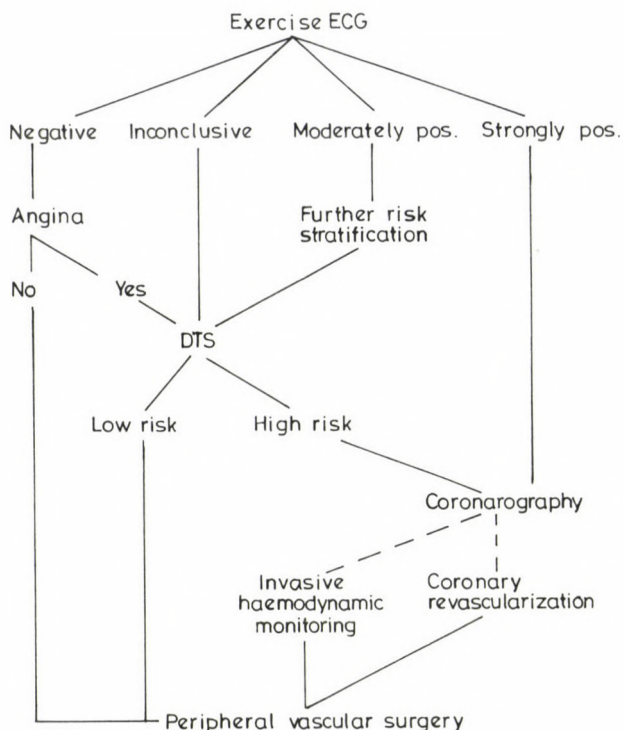 Exercise ECG
Negative Inconclusive Moderately pos. Strongly pos.
Angina
Further risk
stratification
No Yes
DTS
Low risk High risk
Coronarography
Invasive
haemodynamic
monitoring
Coronary
revascularization
Peripheral vascular surgery